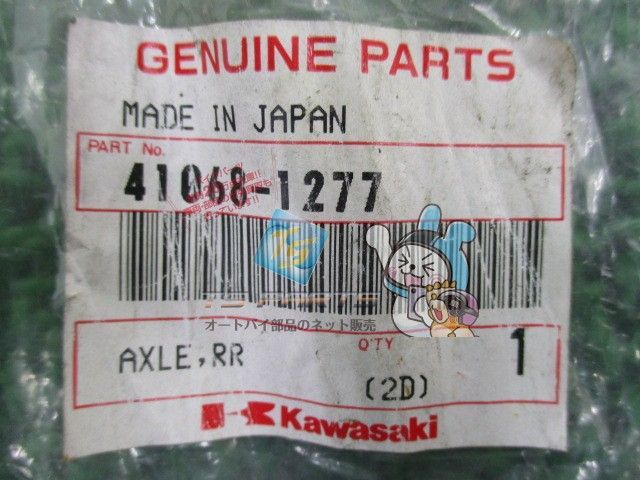 GENUINE PARTS
MADE IN JAPAN
PART No.
41068-1277
オートバイ部品のネット販売
AXLE,RR
Q'TY
1
(2D)
Kawasaki